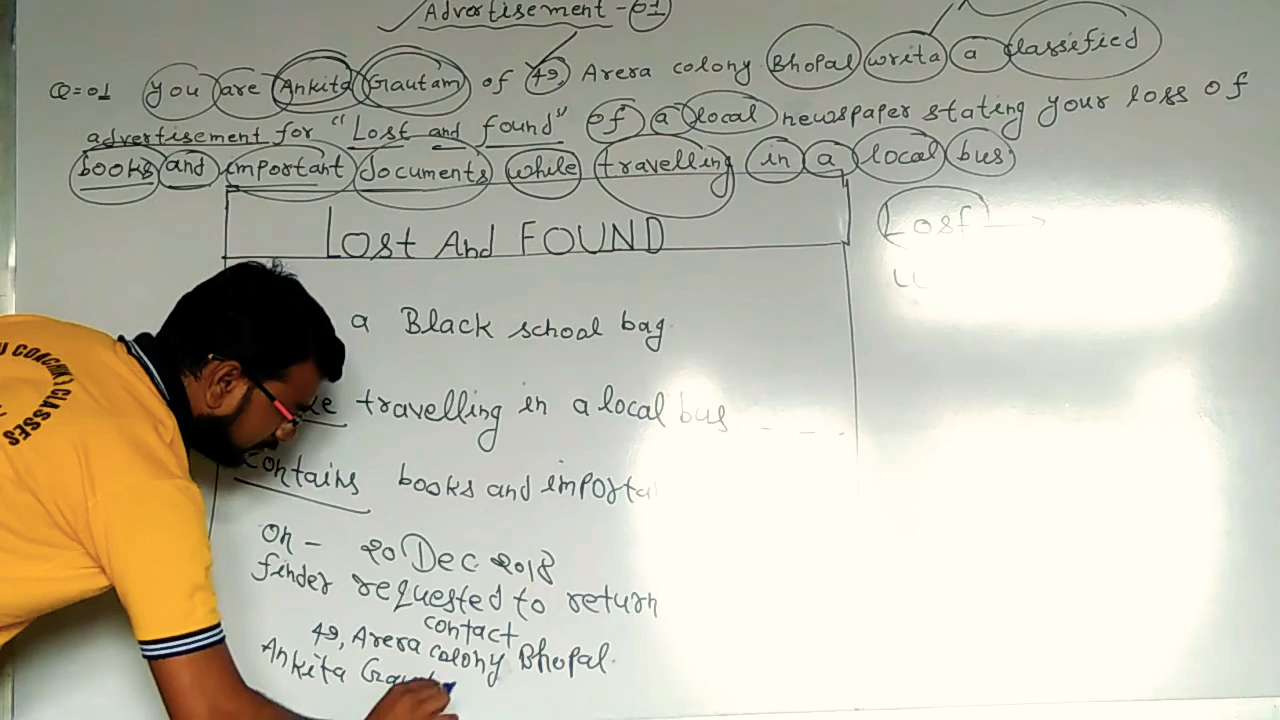 Advertisement - 01
Q=01 You are Ankita Gautam of 49, Arera colony Bhopal write a classified
advertisement for "Lost and found" of a local newspaper stating your loss of
books and important documents while travelling in a local bus.
Lost And FOUND
Lost →
a Black school bag
travelling in a local bus - - - -
contains books and importa
on - 20 Dec 2018
finder requested to return
contact
49, Arera colony Bhopal.
Ankita
COACHING CLASSES